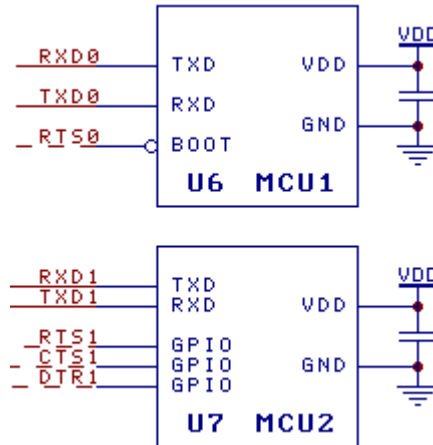 RXD0 TXD VDD VDD
TXD0 RXD
GND
RTS0 BOOT
U6 MCU1
RXD1 TXD VDD
TXD1 RXD VDD
RTS1 GPIO
CTS1 GPIO GND
DTR1 GPIO
U7 MCU2